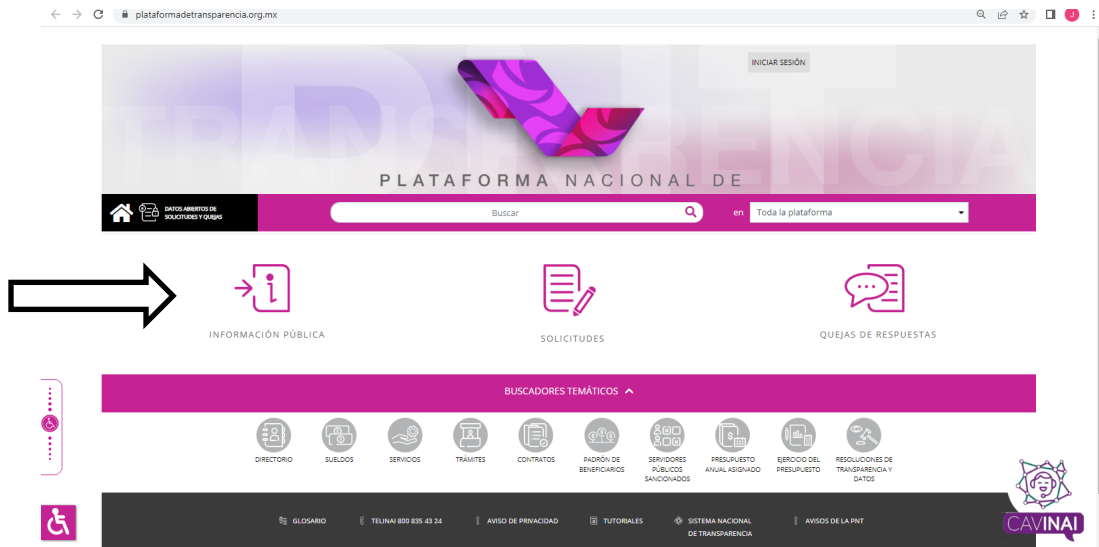 plataformadetransparencia.org.mx
J
INICIAR SESIÓN
TRANSPARENCIA
PNT
PLATAFORMA NACIONAL DE
DATOS ABIERTOS DE
SOLICITUDES Y QUEJAS
Buscar
en
Toda la plataforma
INFORMACIÓN PÚBLICA
SOLICITUDES
QUEJAS DE RESPUESTAS
BUSCADORES TEMÁTICOS
DIRECTORIO
SUELDOS
SERVICIOS
TRÁMITES
CONTRATOS
PADRÓN DE
BENEFICIARIOS
SERVIDORES
PÚBLICOS
SANCIONADOS
PRESUPUESTO
ANUAL ASIGNADO
EJERCICIO DEL
PRESUPUESTO
RESOLUCIONES DE
TRANSPARENCIA Y
DATOS
GLOSARIO
TELINAI 800 835 43 24
AVISO DE PRIVACIDAD
TUTORIALES
SISTEMA NACIONAL
DE TRANSPARENCIA
AVISOS DE LA PNT
CAVINAI